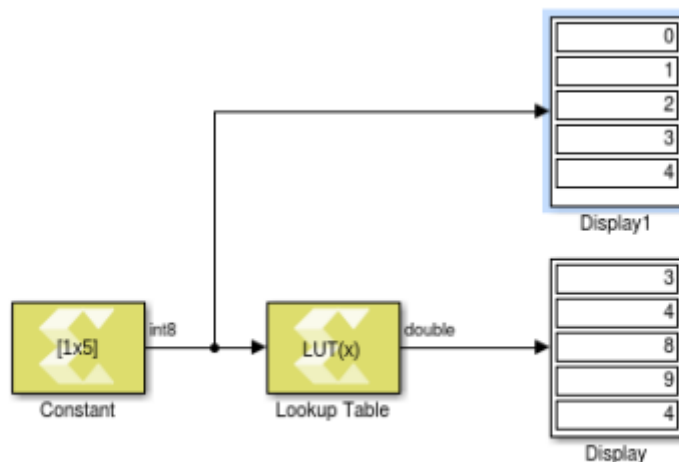 0
1
2
3
4
Display1
[1x5]
int8
LUT(x)
double
Constant
Lookup Table
3
4
8
9
4
Display